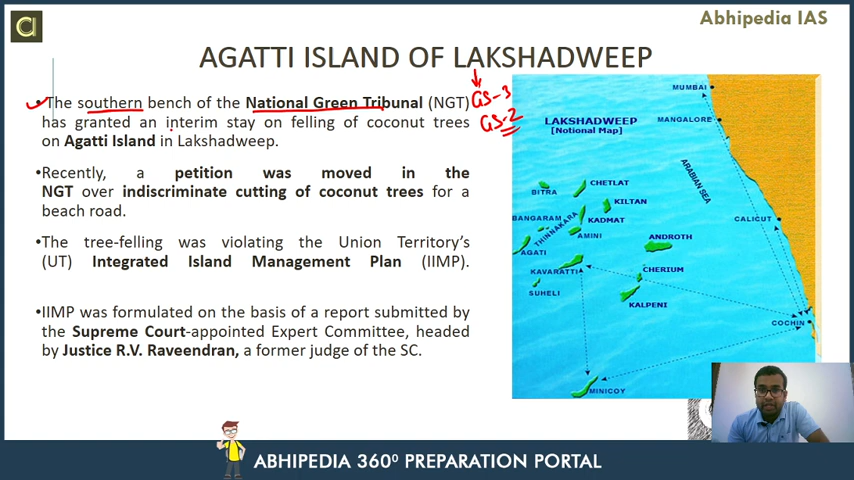 Abhipedia IAS
AGATTI ISLAND OF LAKSHADWEEP
• The southern bench of the National Green Tribunal (NGT)
has granted an interim stay on felling of coconut trees
on Agatti Island in Lakshadweep.
GS-3
GS-2
• Recently, a petition was moved in the
NGT over indiscriminate cutting of coconut trees for a
beach road.
• The tree-felling was violating the Union Territory's
(UT) Integrated Island Management Plan (IIMP).
• IIMP was formulated on the basis of a report submitted by
the Supreme Court-appointed Expert Committee, headed
by Justice R.V. Raveendran, a former judge of the SC.
MUMBAI
LAKSHADWEEP
[Notional Map]
MANGALORE
ARABIAN SEA
CHETLAT
BITRA
KILTAN
BANGARAM
THINNAKARA
KADMAT
CALICUT
AMINI
ANDROTH
AGATI
KAVARATTI
CHERIUM
SUHELI
KALPENI
COCHIN
MINICOY
ABHIPEDIA 360⁰ PREPARATION PORTAL